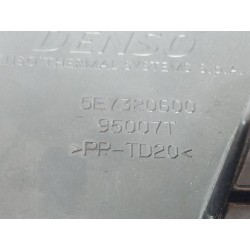 DENSO
THERMAL SYSTEMS S.p.A.
5E7320600
95007T
>PP-TD20<